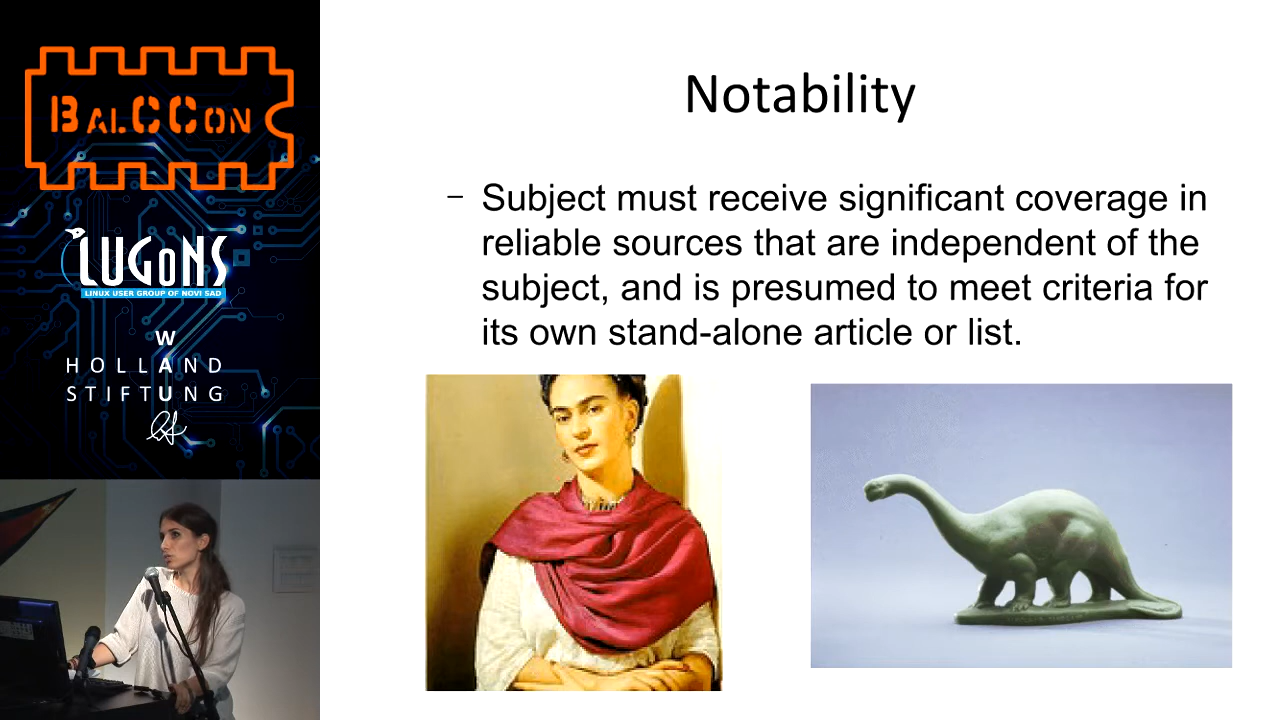 BALCCON
LUGONS
LINUX USER GROUP OF NOVI SAD
W
HOLLAND
STIFTUNG
Notability
– Subject must receive significant coverage in
reliable sources that are independent of the
subject, and is presumed to meet criteria for
its own stand-alone article or list.